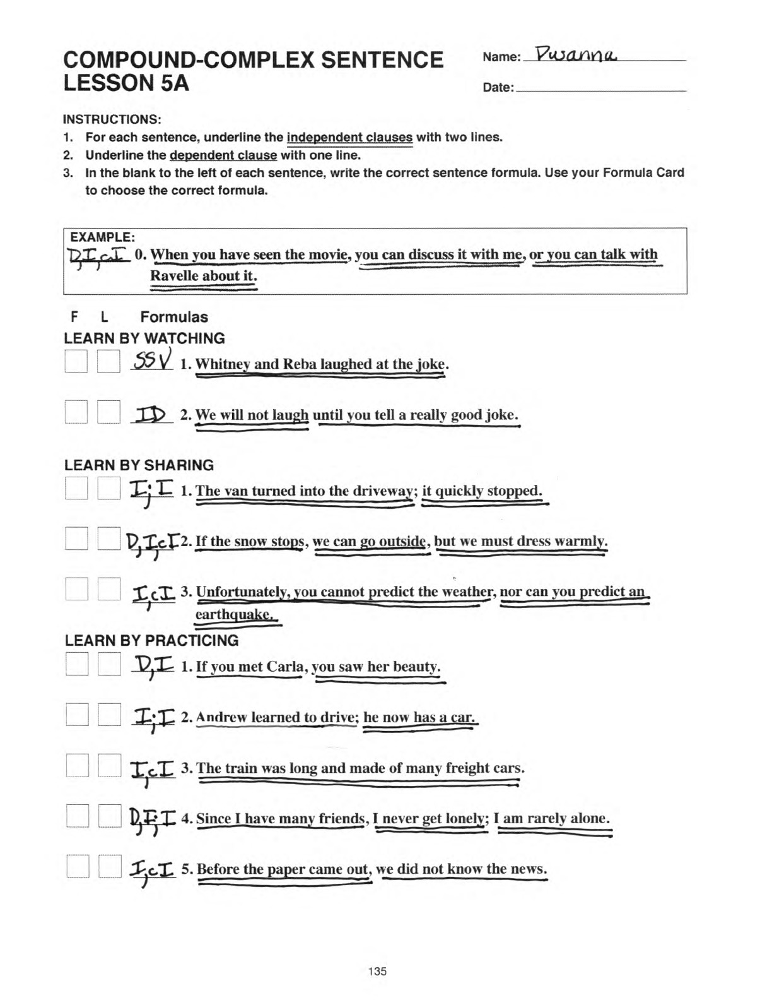 COMPOUND-COMPLEX SENTENCE
LESSON 5A
Name: Dwanna
Date:
INSTRUCTIONS:
1. For each sentence, underline the independent clauses with two lines.
2. Underline the dependent clause with one line.
3. In the blank to the left of each sentence, write the correct sentence formula. Use your Formula Card
to choose the correct formula.
EXAMPLE:
D,I,cI 0. When you have seen the movie, you can discuss it with me, or you can talk with
Ravelle about it.
F L Formulas
LEARN BY WATCHING
SSV 1. Whitney and Reba laughed at the joke.
ID 2. We will not laugh until you tell a really good joke.
LEARN BY SHARING
I;I 1. The van turned into the driveway; it quickly stopped.
D,I,cI 2. If the snow stops, we can go outside, but we must dress warmly.
I,cI 3. Unfortunately, you cannot predict the weather, nor can you predict an
earthquake.
LEARN BY PRACTICING
D,I 1. If you met Carla, you saw her beauty.
I;I 2. Andrew learned to drive; he now has a car.
I,cI 3. The train was long and made of many freight cars.
D,I;I 4. Since I have many friends, I never get lonely; I am rarely alone.
I,cI 5. Before the paper came out, we did not know the news.
135